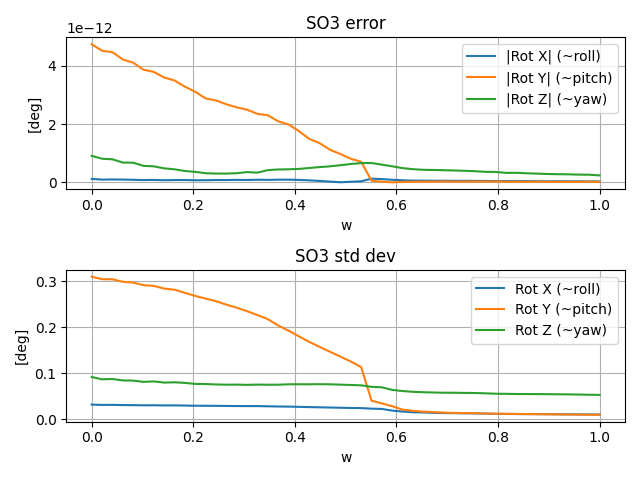 SO3 error
1e−12
|Rot X| (~roll)
|Rot Y| (~pitch)
|Rot Z| (~yaw)
4
2
0
[deg]
0.0 0.2 0.4 0.6 0.8 1.0
w
SO3 std dev
Rot X (~roll)
Rot Y (~pitch)
Rot Z (~yaw)
0.3
0.2
0.1
0.0
[deg]
0.0 0.2 0.4 0.6 0.8 1.0
w